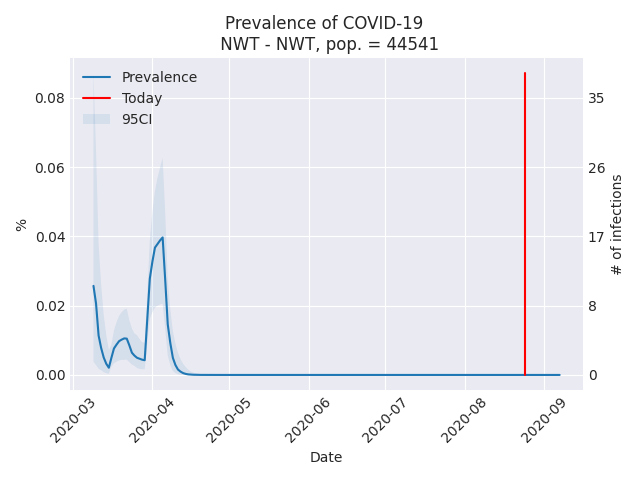 Prevalence of COVID-19
NWT - NWT, pop. = 44541
Prevalence
Today
95CI
0.08
0.06
0.04
0.02
0.00
%
35
26
17
8
0
# of infections
2020-03
2020-04
2020-05
2020-06
2020-07
2020-08
2020-09
Date